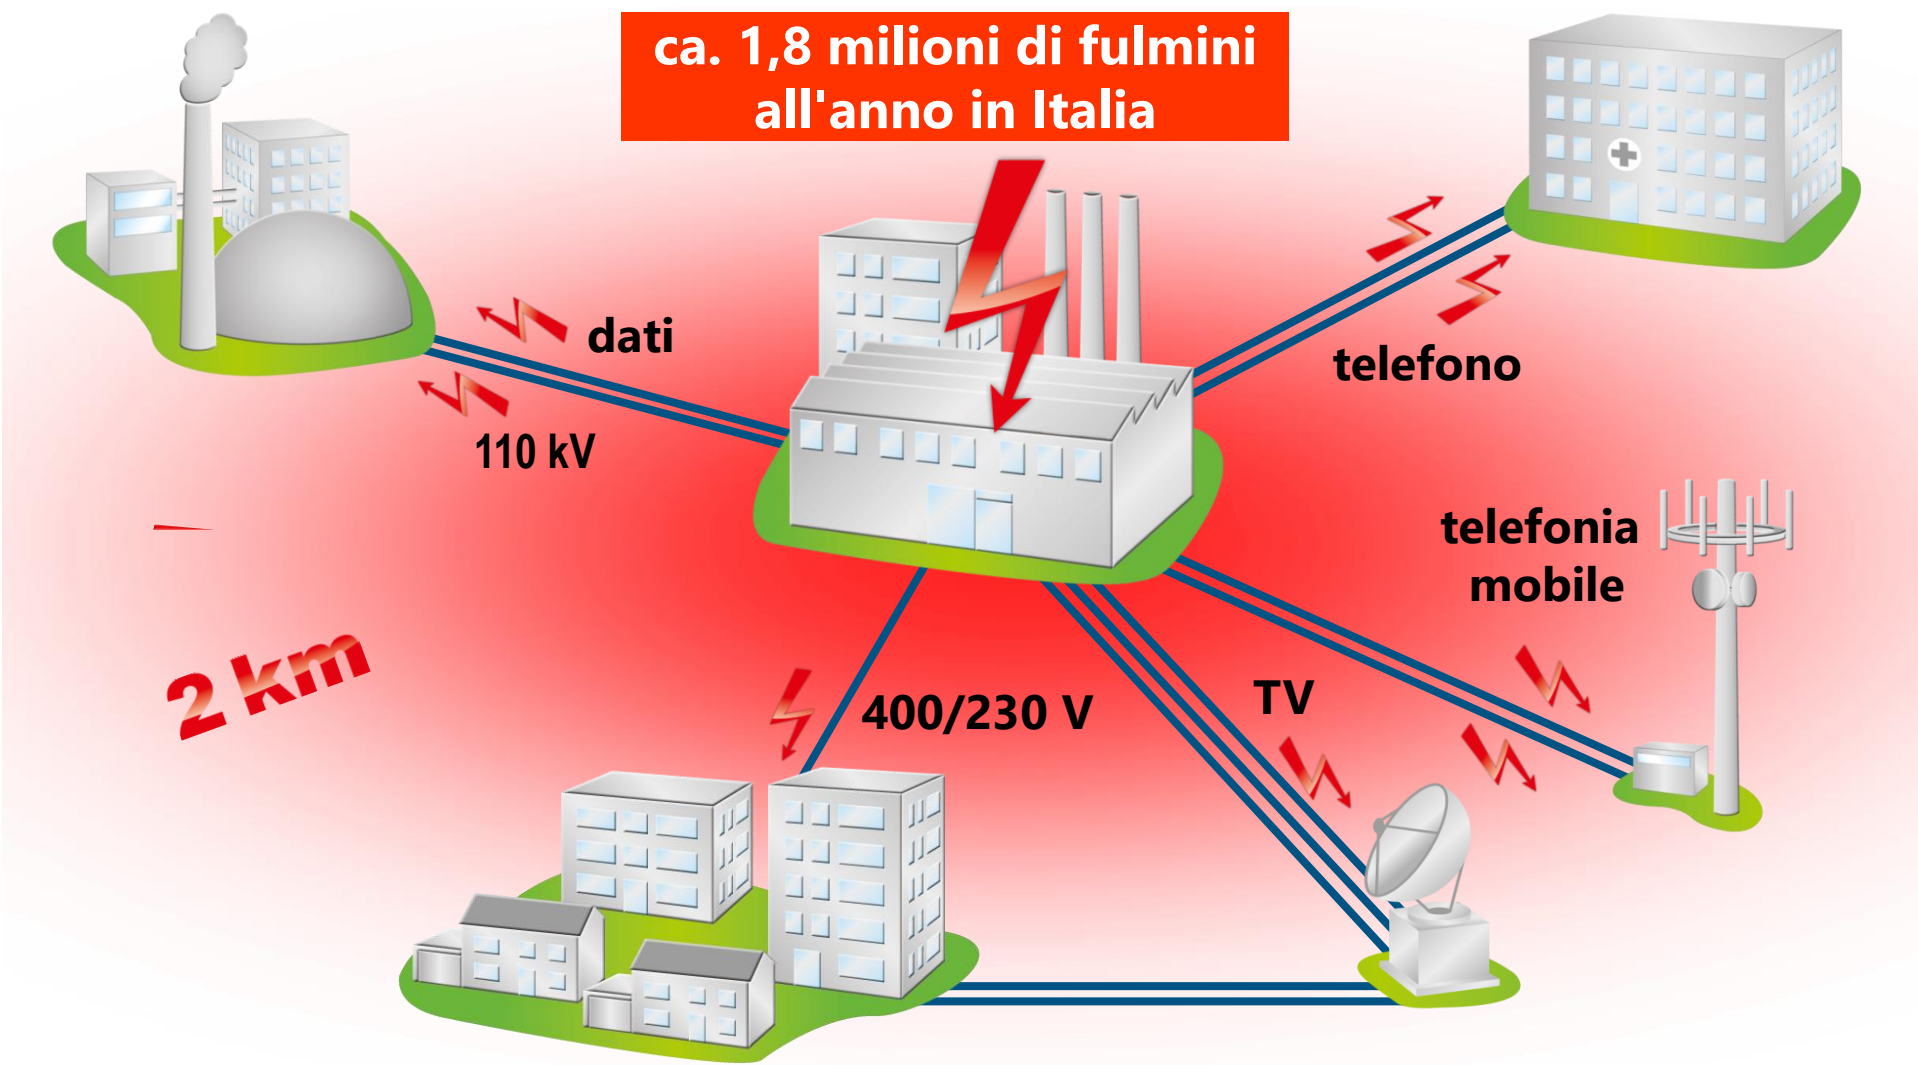 ca. 1,8 milioni di fulmini
all'anno in Italia
dati
110 kV
telefono
telefonia
mobile
2 km
400/230 V
TV